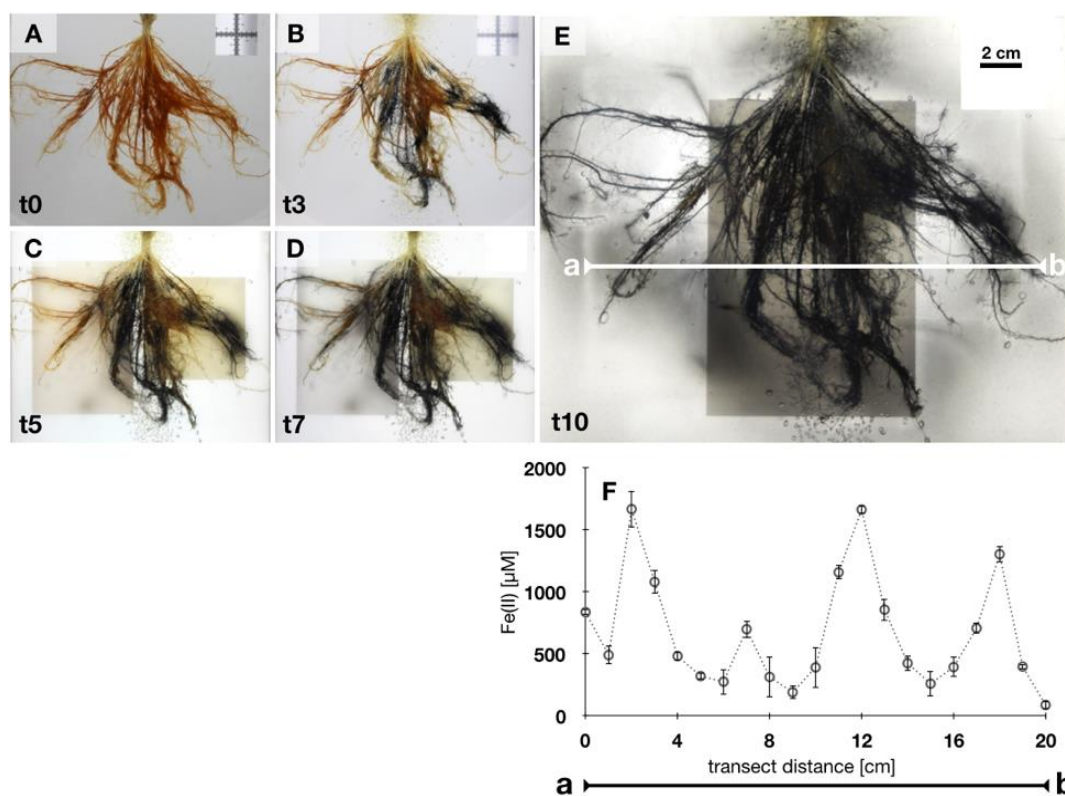 A
t0
B
t3
C
t5
D
t7
E
2 cm
a
b
t10
F
Fe(II) [µM]
2000
1500
1000
500
0
0 4 8 12 16 20
transect distance [cm]
a b